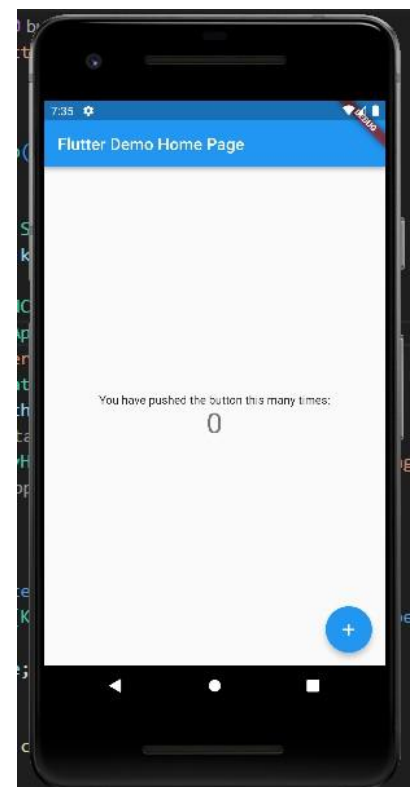 7:35
DEBUG
Flutter Demo Home Page
You have pushed the button this many times:
0
+